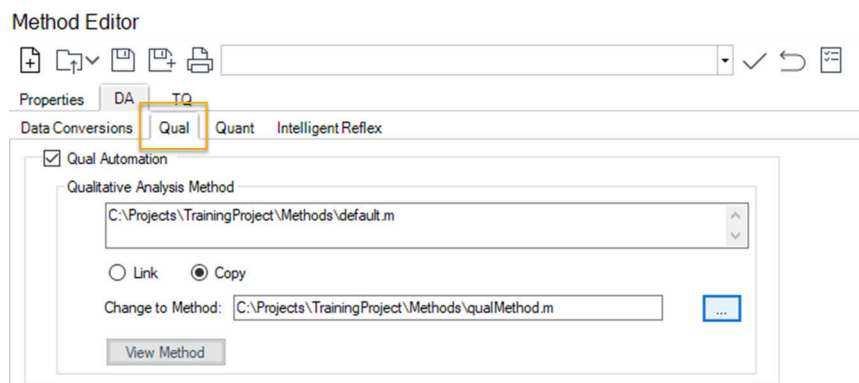 Method Editor
Properties DA TQ
Data Conversions Qual Quant Intelligent Reflex
Qual Automation
Qualitative Analysis Method
C:\Projects\TrainingProject\Methods\default.m
Link Copy
Change to Method: C:\Projects\TrainingProject\Methods\qualMethod.m ...
View Method